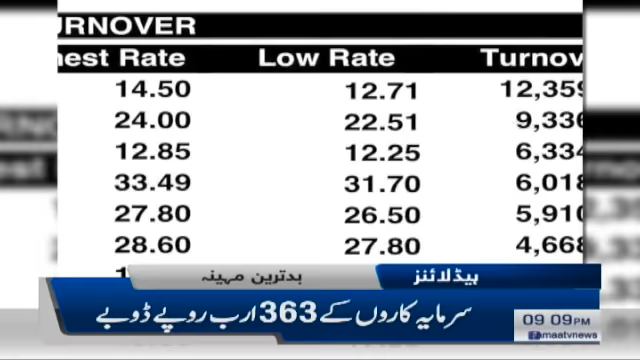 URNOVER
hest Rate Low Rate Turnov
14.50 12.71 12,359
24.00 22.51 9,336
12.85 12.25 6,334
33.49 31.70 6,018
27.80 26.50 5,910
28.60 27.80 4,668
ہیڈلائنز بدترین مہینہ
سرمایہ کاروں کے 363 ارب روپے ڈوبے
09 09PM
maatvnews